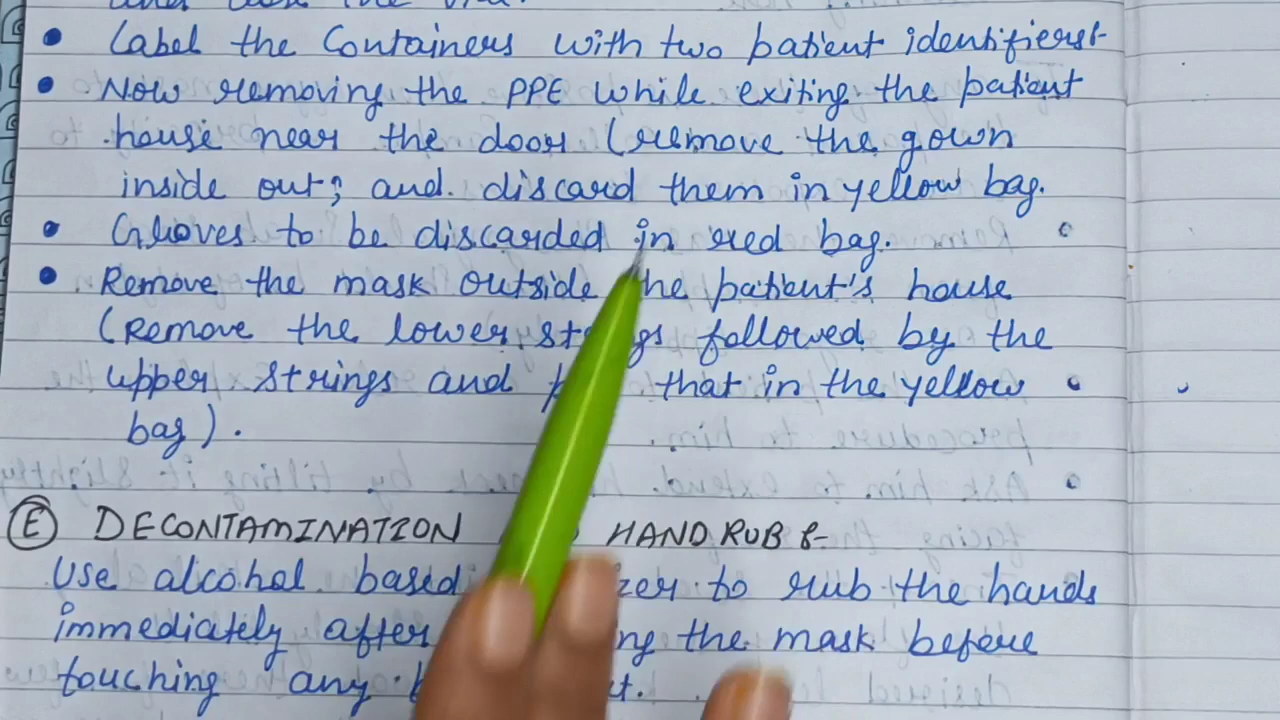 • Label the Containers with two patient identifiers:-
• Now removing the PPE while exiting the patient
house near the door (remove the gown
inside out; and discard them in yellow bag.
• Gloves to be discarded in red bag.
• Remove the mask outside the patient's house
(Remove the lower followed by the
upper strings and that in the yellow
bag).
E DECONTAMINATION HAND RUB :-
Use alcohol based to rub the hands
immediately after the mask before
touching any